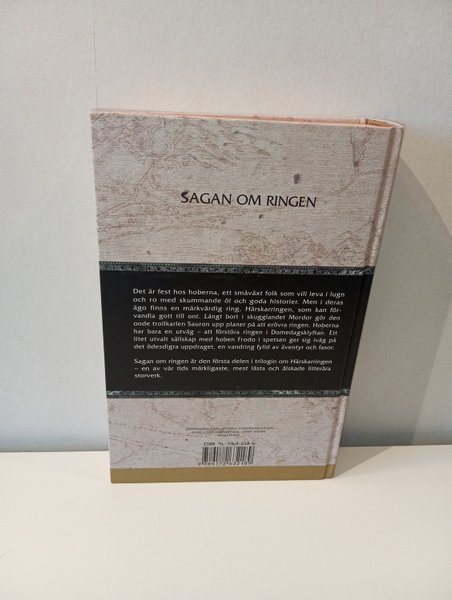 SAGAN OM RINGEN
Det är fest hos hoberna, ett småväxt folk som vill leva i lugn
och ro med skummande öl och goda historier. Men i deras
ägo finns en märkvärdig ring, Härskarringen, som kan för-
vandla gott till ont. Långt bort i skugglandet Mordor gör den
onde trollkarlen Sauron upp planer på att erövra ringen. Hoberna
har bara en utväg – att förstöra ringen i Domedagsklyftan. Ett
litet utvalt sällskap med hoben Frodo i spetsen ger sig iväg på
det ödesdigra uppdraget, en vandring fylld av äventyr och fasor.
Sagan om ringen är den första delen i trilogin om Härskarringen
– en av vår tids märkligaste, mest lästa och älskade litterära
storverk.